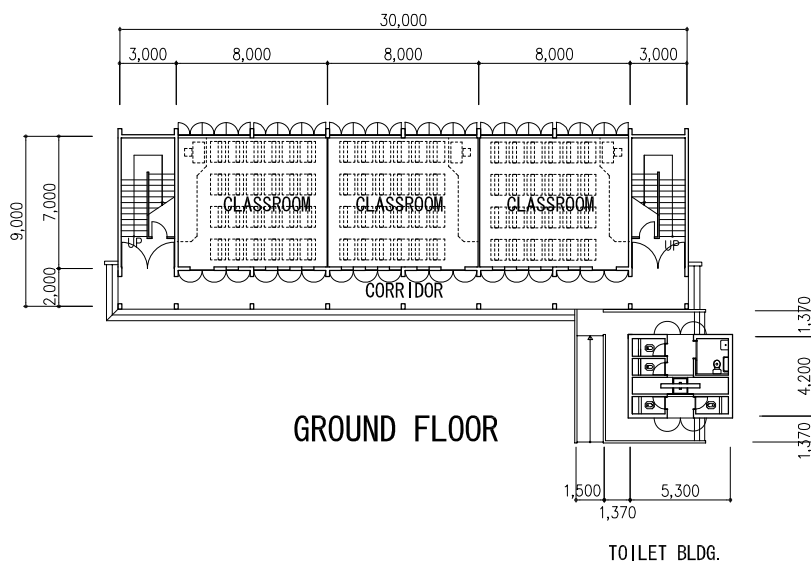 30,000
3,000 8,000 8,000 8,000 3,000
9,000
7,000
2,000
CLASSROOM CLASSROOM CLASSROOM
UP UP
CORRIDOR
GROUND FLOOR
1,370
4,200
1,370
1,500 5,300
1,370
TOILET BLDG.